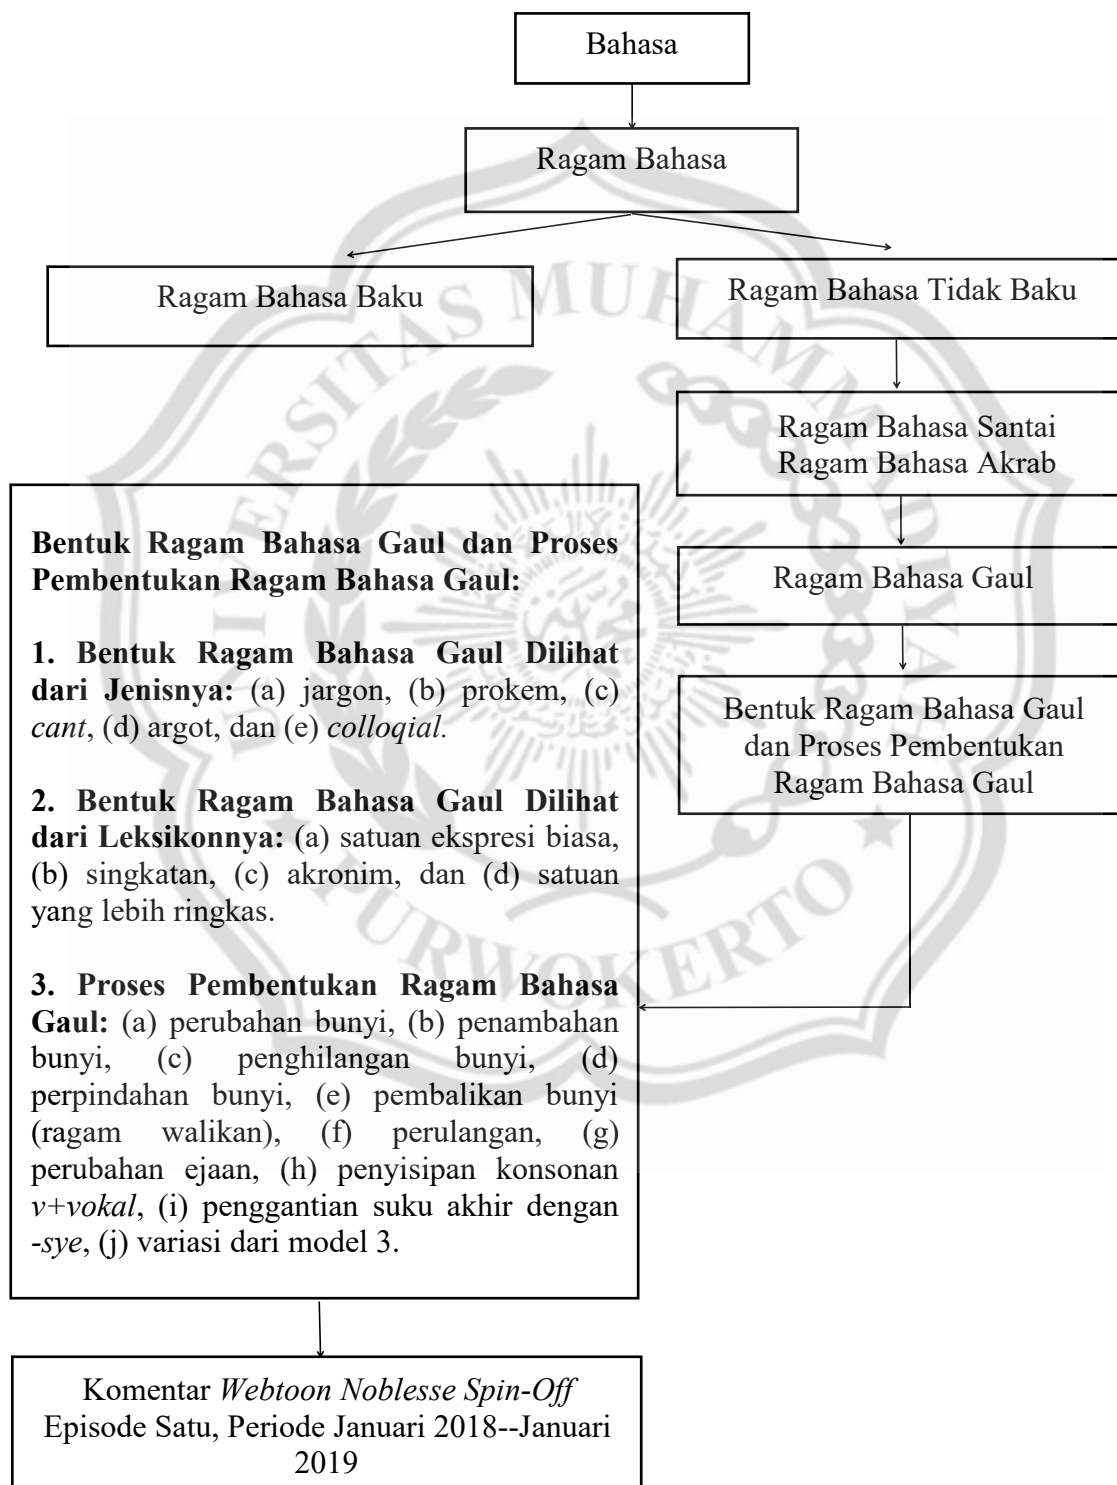 Bahasa
Ragam Bahasa
Ragam Bahasa Baku
Ragam Bahasa Tidak Baku
Ragam Bahasa Santai
Ragam Bahasa Akrab
Ragam Bahasa Gaul
Bentuk Ragam Bahasa Gaul
dan Proses Pembentukan
Ragam Bahasa Gaul
Bentuk Ragam Bahasa Gaul dan Proses
Pembentukan Ragam Bahasa Gaul:
1. Bentuk Ragam Bahasa Gaul Dilihat
dari Jenisnya: (a) jargon, (b) prokem, (c)
cant, (d) argot, dan (e) colloqial.
2. Bentuk Ragam Bahasa Gaul Dilihat
dari Leksikonnya: (a) satuan ekspresi biasa,
(b) singkatan, (c) akronim, dan (d) satuan
yang lebih ringkas.
3. Proses Pembentukan Ragam Bahasa
Gaul: (a) perubahan bunyi, (b) penambahan
bunyi, (c) penghilangan bunyi, (d)
perpindahan bunyi, (e) pembalikan bunyi
(ragam walikan), (f) perulangan, (g)
perubahan ejaan, (h) penyisipan konsonan
v+vokal, (i) penggantian suku akhir dengan
-sye, (j) variasi dari model 3.
Komentar Webtoon Noblesse Spin-Off
Episode Satu, Periode Januari 2018--Januari
2019
UNIVERSITAS MUHAMMADIYAH
PURWOKERTO